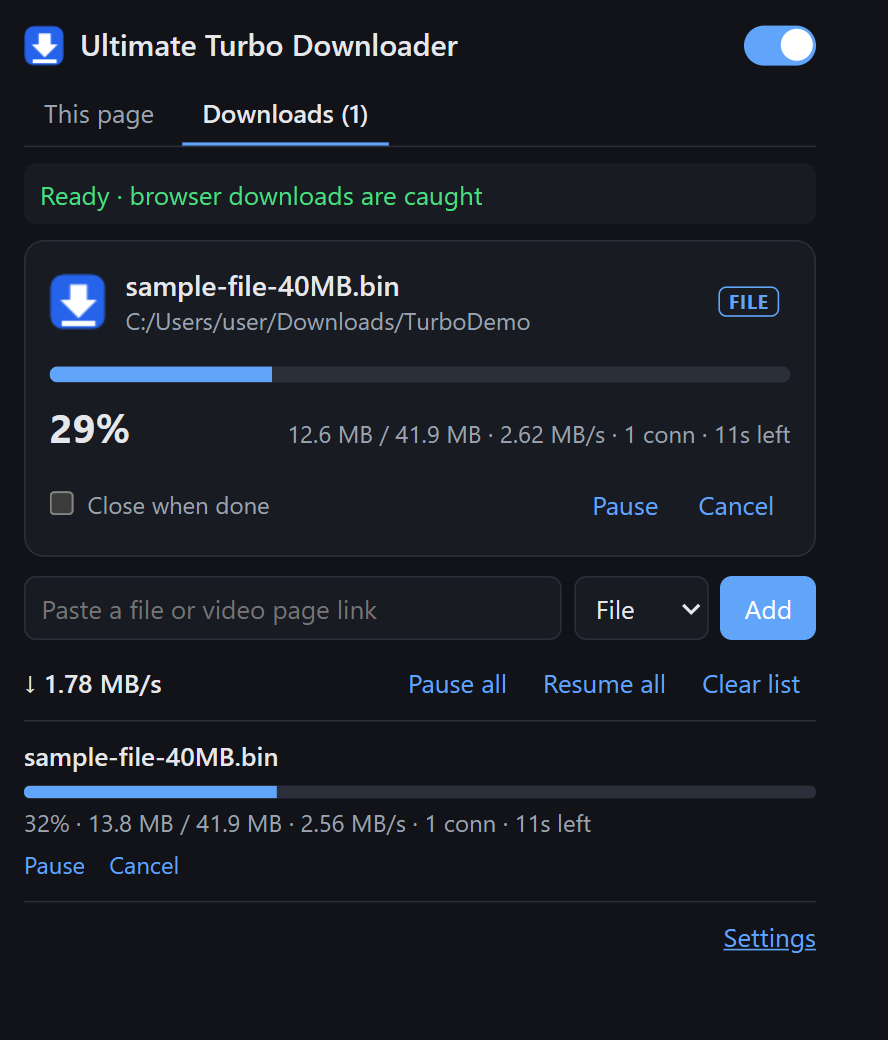 Ultimate Turbo Downloader
This page Downloads (1)
Ready · browser downloads are caught
sample-file-40MB.bin
FILE
C:/Users/user/Downloads/TurboDemo
29% 12.6 MB / 41.9 MB · 2.62 MB/s · 1 conn · 11s left
Close when done Pause Cancel
Paste a file or video page link File Add
↓ 1.78 MB/s Pause all Resume all Clear list
sample-file-40MB.bin
32% · 13.8 MB / 41.9 MB · 2.56 MB/s · 1 conn · 11s left
Pause Cancel
Settings